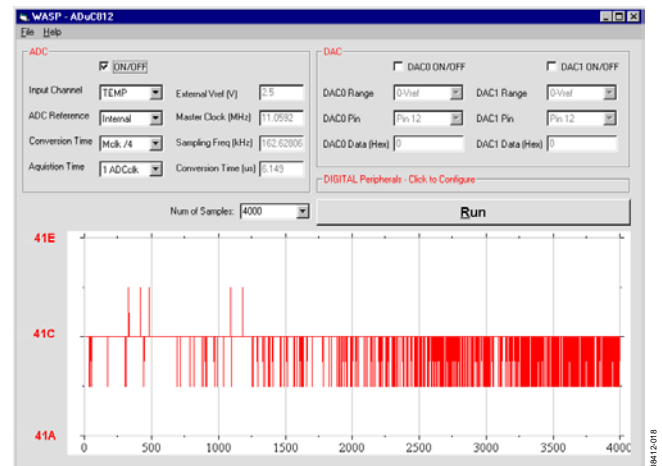 WASP - ADuC812
File Help
ADC
ON/OFF
Input Channel TEMP External Vref (V) 2.5
ADC Reference Internal Master Clock (MHz) 11.0592
Conversion Time Mclk /4 Sampling Freq (kHz) 162.62806
Aquistion Time 1 ADCclk Conversion Time (us) 6.149
DAC
DAC0 ON/OFF DAC1 ON/OFF
DAC0 Range 0-Vref DAC1 Range 0-Vref
DAC0 Pin Pin 12 DAC1 Pin Pin 12
DAC0 Data (Hex) 0 DAC1 Data (Hex) 0
DIGITAL Peripherals - Click to Configure
Num of Samples: 4000 Run
41E
41C
41A
0 500 1000 1500 2000 2500 3000 3500 4000
08412-018